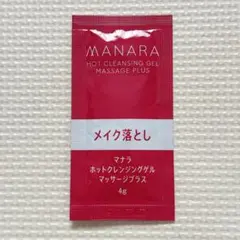 MANARA
HOT CLEANSING GEL
MASSAGE PLUS
メイク落とし
マナラ
ホットクレンジングゲル
マッサージプラス
4g